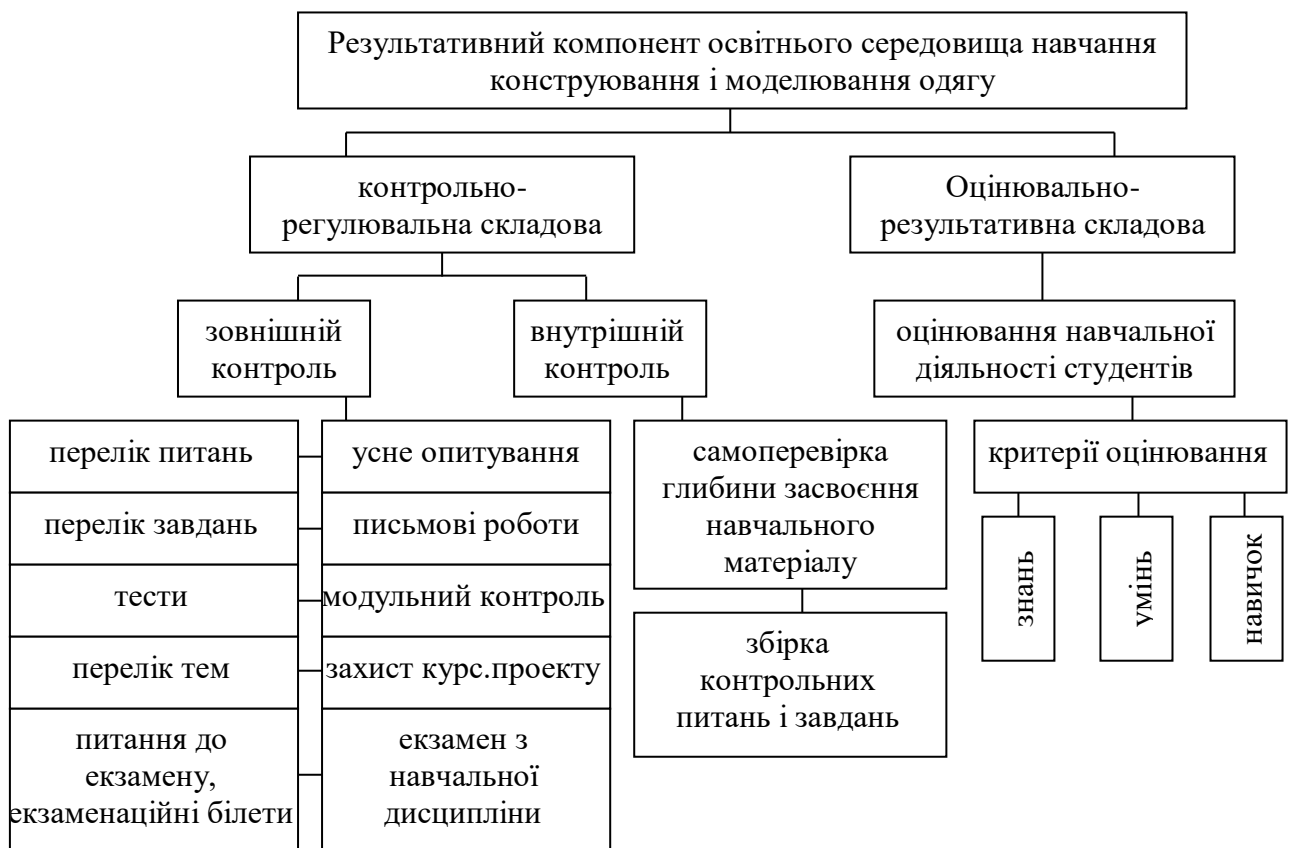 Результативний компонент освітнього середовища навчання
конструювання і моделювання одягу
контрольно-
регулювальна складова
Оцінювально-
результативна складова
зовнішній
контроль
внутрішній
контроль
оцінювання навчальної
діяльності студентів
перелік питань
усне опитування
перелік завдань
письмові роботи
тести
модульний контроль
перелік тем
захист курс.проекту
питання до
екзамену,
екзаменаційні білети
екзамен з
навчальної
дисципліни
самоперевірка
глибини засвоєння
навчального
матеріалу
збірка
контрольних
питань і завдань
критерії оцінювання
знань
умінь
навичок